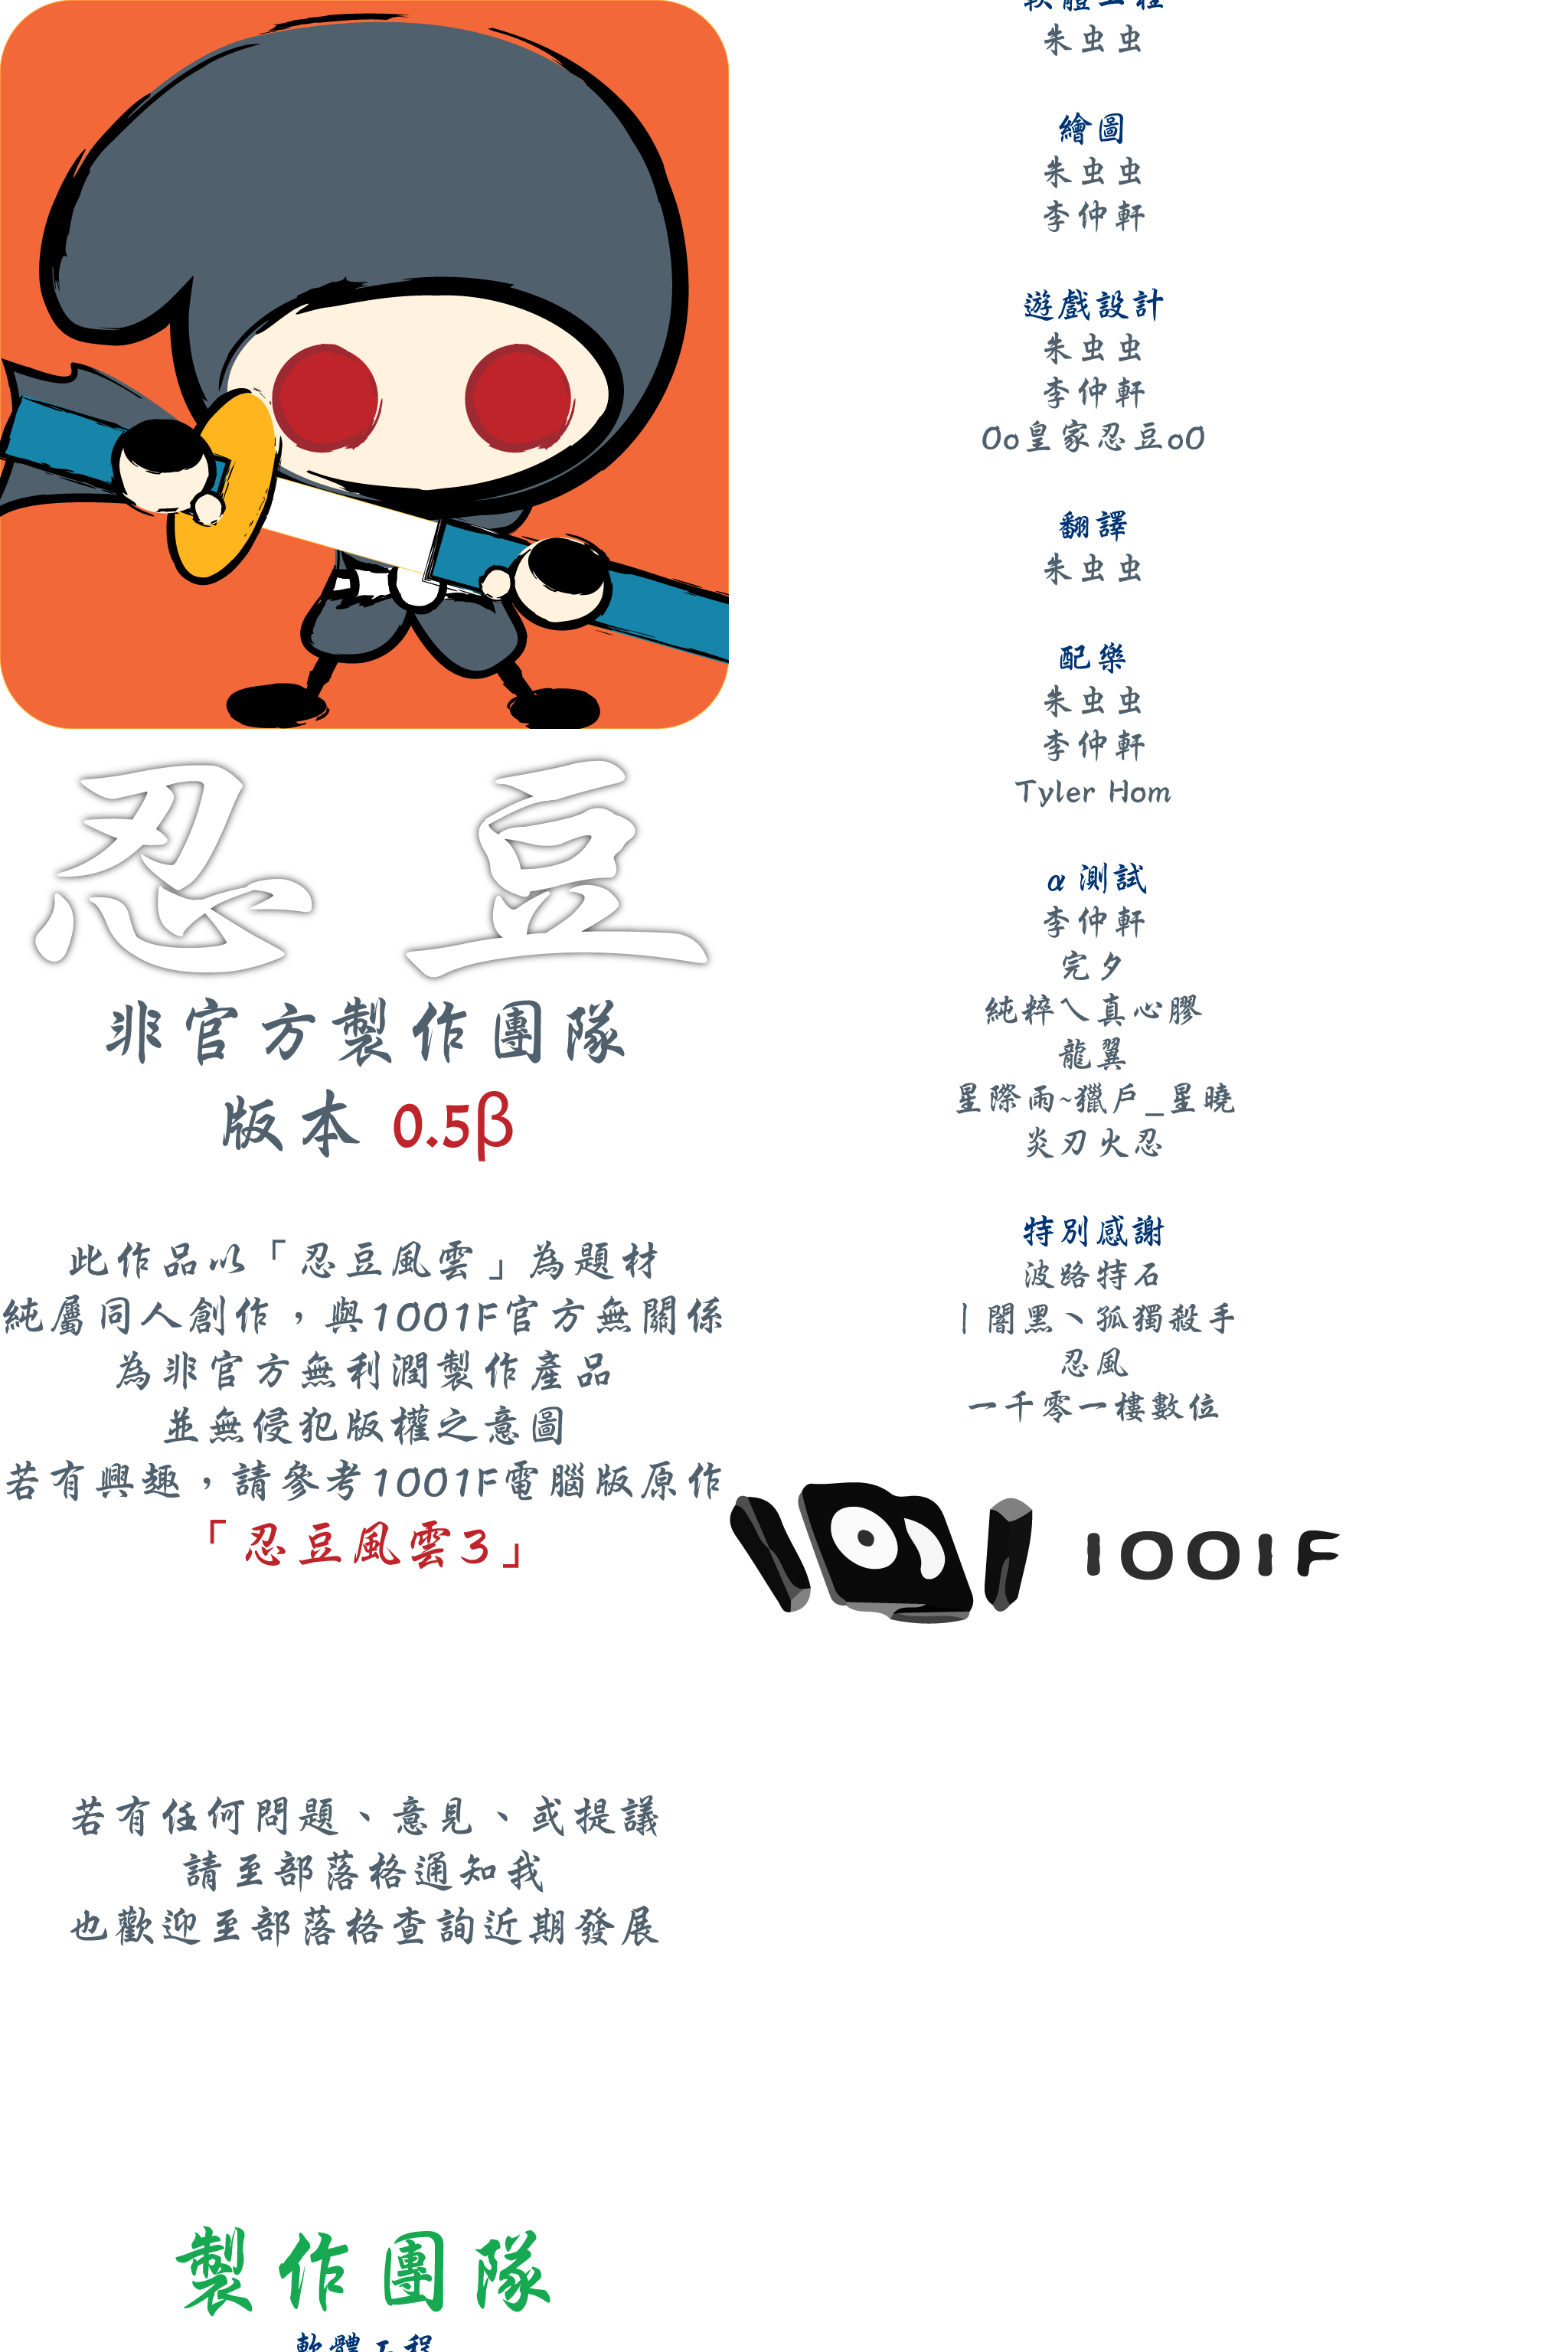 忍豆
非官方製作團隊
版本 0.5β
此作品以「忍豆風雲」為題材
純屬同人創作，與1001F官方無關係
為非官方無利潤製作產品
並無侵犯版權之意圖
若有興趣，請參考1001F電腦版原作
「忍豆風雲3」
若有任何問題、意見、或提議
請至部落格通知我
也歡迎至部落格查詢近期發展
製作團隊
軟體工程
軟體工程
朱虫虫
繪圖
朱虫虫
李仲軒
遊戲設計
朱虫虫
李仲軒
Oo皇家忍豆oO
翻譯
朱虫虫
配樂
朱虫虫
李仲軒
Tyler Hom
α 測試
李仲軒
完夕
純粹乀真心膠
龍翼
星際雨~獵戶_星曉
炎刃火忍
特別感謝
波路特石
丨闇黑丶孤獨殺手
忍風
一千零一樓數位
1001F